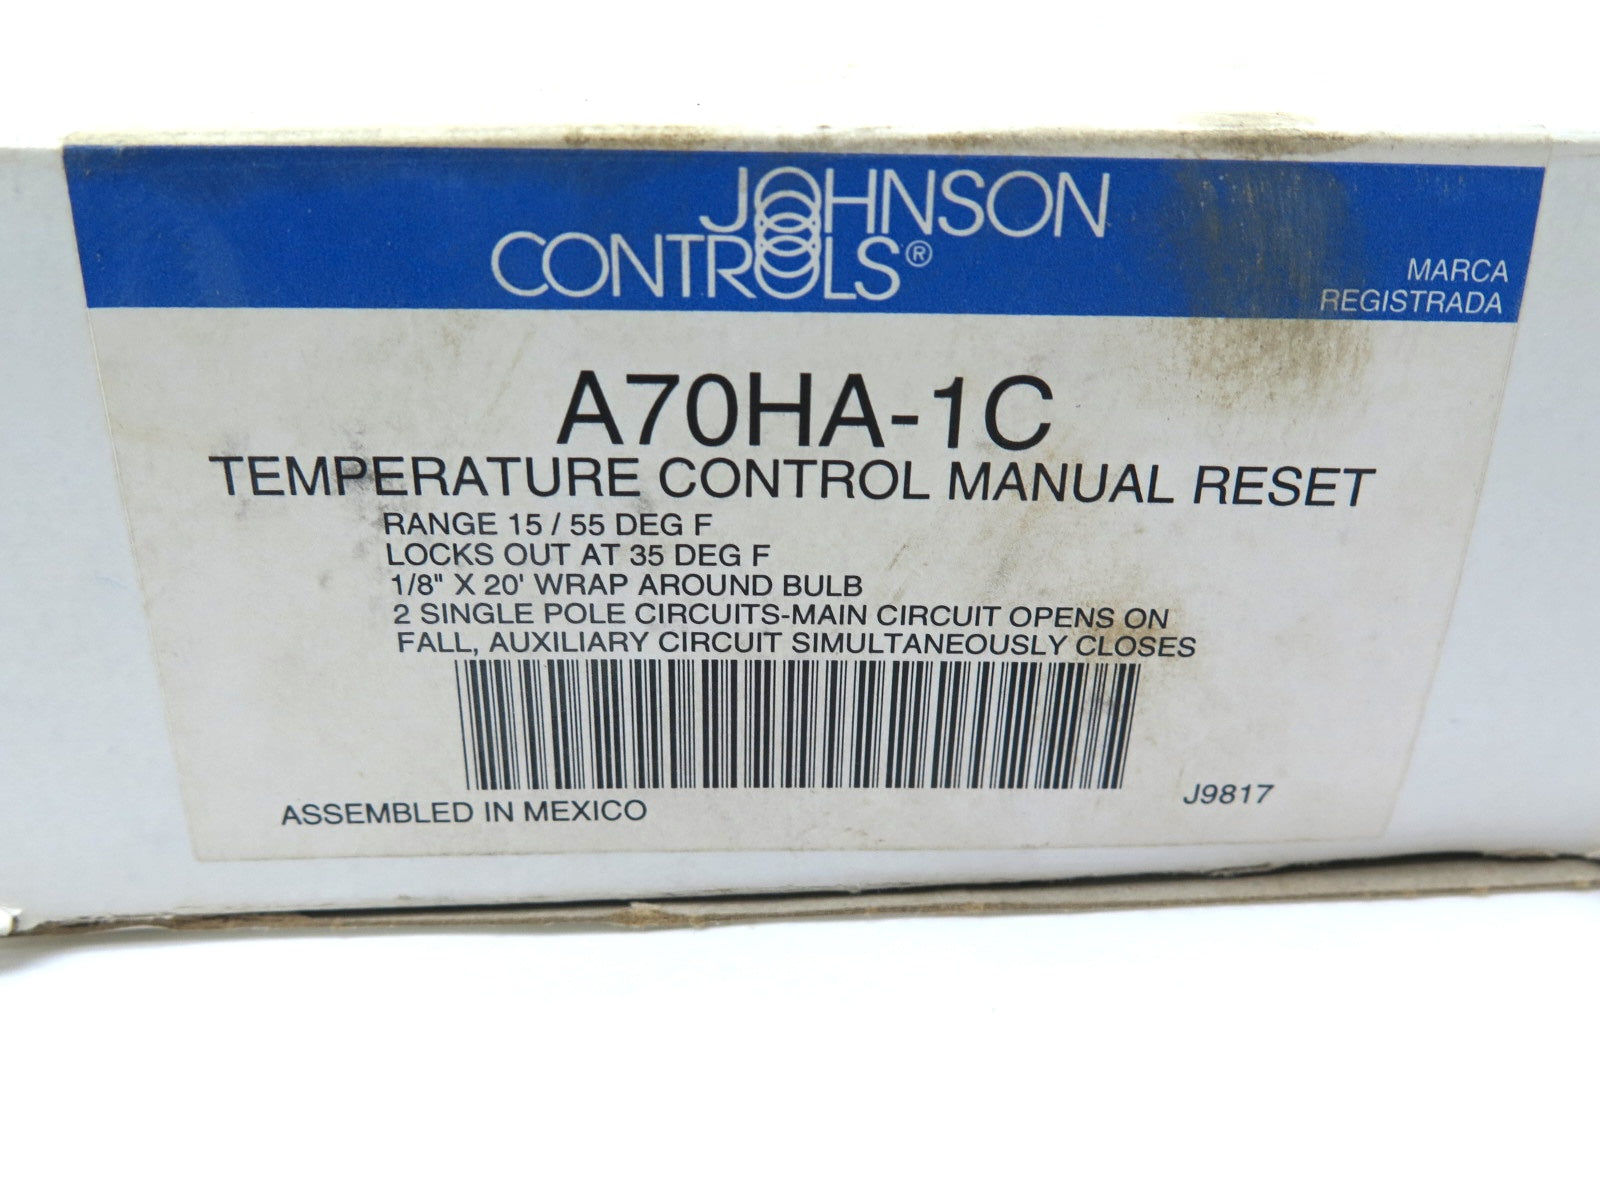 JOHNSON
CONTROLS®
MARCA
REGISTRADA
A70HA-1C
TEMPERATURE CONTROL MANUAL RESET
RANGE 15 / 55 DEG F
LOCKS OUT AT 35 DEG F
1/8" X 20' WRAP AROUND BULB
2 SINGLE POLE CIRCUITS-MAIN CIRCUIT OPENS ON
FALL, AUXILIARY CIRCUIT SIMULTANEOUSLY CLOSES
ASSEMBLED IN MEXICO
J9817